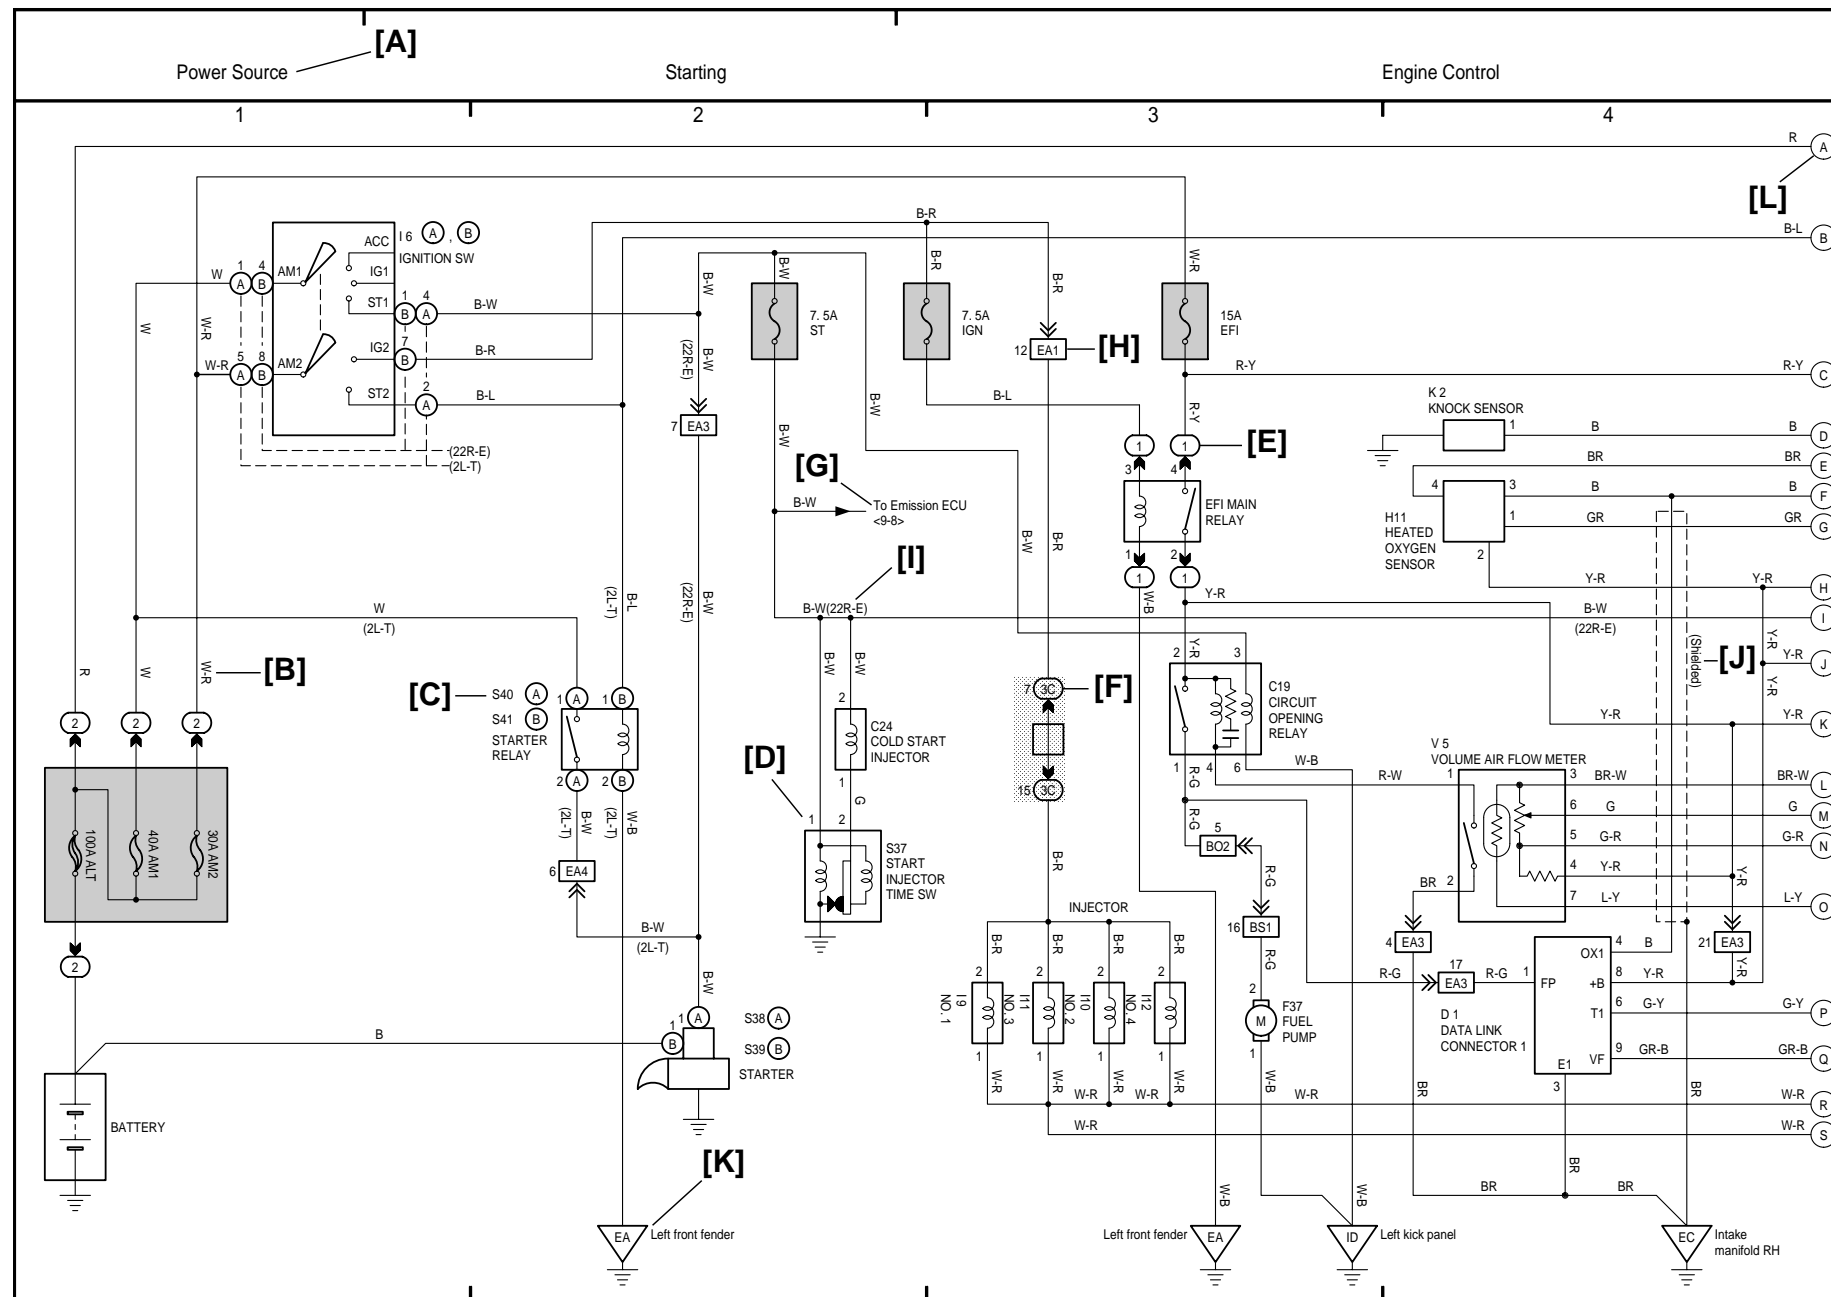 [A]
Power Source
Starting
Engine Control
1
2
3
4
R
A
[L]
B-R
B-L
B
I 6 A , B
IGNITION SW
ACC
IG1
ST1
IG2
ST2
AM1
AM2
W
1 4
A B
1 4
B A
B-W
7
B
B-R
W-R
5 8
A B
2
A
B-L
W
W-R
(22R-E)
(2L-T)
B-W
B-W
B-R
B-R
W-R
7. 5A
ST
7. 5A
IGN
15A
EFI
12 EA1
[H]
(22R-E)
B-W
B-W
B-W
B-L
R-Y
R-Y
C
R-Y
7 EA3
1
1
[E]
3
4
K 2
KNOCK SENSOR
1
B
B
D
BR
BR
E
[G]
To Emission ECU
<9-8>
B-W
EFI MAIN
RELAY
4
3
B
B
F
1
GR
GR
G
H11
HEATED
OXYGEN
SENSOR
2
B-W
B-R
1
2
1
1
[I]
(2L-T)
B-L
(22R-E)
B-W
B-W(22R-E)
W-B
Y-R
Y-R
Y-R
H
W
(2L-T)
B-W
(22R-E)
I
R
W
W-R
[B]
B-W
B-W
Y-R
2
3
(Shielded)
[J]
Y-R
Y-R
J
Y-R
[C]
S40 A
S41 B
STARTER
RELAY
1 A
1 B
2 A
2 B
7 3C
[F]
15 3C
C19
CIRCUIT
OPENING
RELAY
1
4
6
2
2
2
2
C24
COLD START
INJECTOR
1
G
Y-R
Y-R
K
[D]
W-B
R-W
R-G
V 5
VOLUME AIR FLOW METER
1
3
BR-W
BR-W
L
6
G
G
M
5
G-R
G-R
N
4
Y-R
Y-R
7
L-Y
L-Y
O
BR
2
100A ALT
40A AM1
30A AM2
(2L-T)
B-W
(2L-T)
W-B
1
2
S37
START
INJECTOR
TIME SW
R-G
5
BO2
R-G
6 EA4
B-R
B-W
(2L-T)
INJECTOR
16 BS1
4 EA3
21 EA3
2
B-R
B-R
B-R
B-R
R-G
Y-R
OX1
4
B
+B
8
Y-R
T1
6
G-Y
G-Y
P
VF
9
GR-B
GR-B
Q
FP
1
E1
3
R-G
17
EA3
R-G
D 1
DATA LINK
CONNECTOR 1
B-W
2
2
2
2
I 9
NO. 1
I11
NO. 3
I10
NO. 2
I12
NO. 4
1
1
1
1
2
M
F37
FUEL
PUMP
1
1 A
1
B
S38 A
S39 B
STARTER
B
W-R
W-R
W-R
W-R
W-R
W-R
W-R
W-R
R
W-B
BR
BR
W-R
W-R
S
BATTERY
[K]
BR
BR
BR
W-B
W-B
EA
Left front fender
Left front fender
EA
ID
Left kick panel
EC
Intake
manifold RH